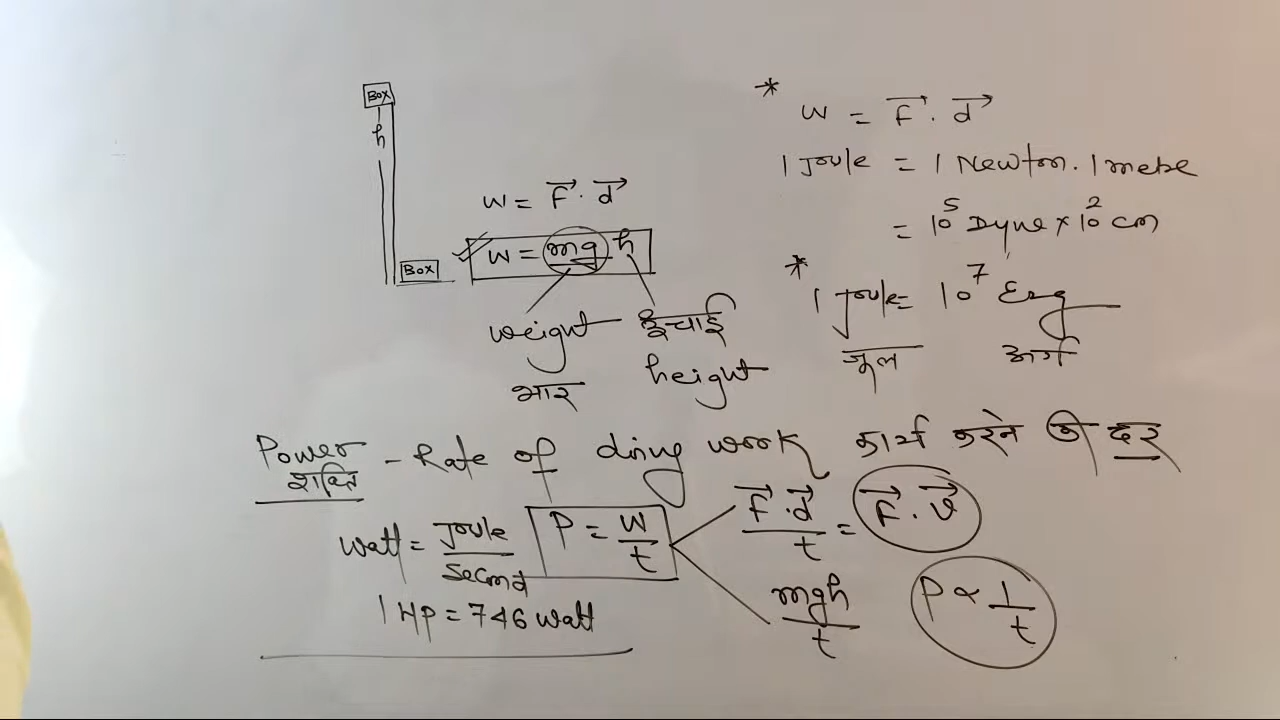 BOX
h
BOX
W = F⃗ . d⃗
W = mg h
weight ऊँचाई
भार height
* W = F⃗ . d⃗
1 Joule = 1 Newton . 1 metre
= 10⁵ Dyne × 10² cm
* 1 Joule = 10⁷ Erg
जूल अर्ग
Power - Rate of doing work कार्य करने की दर
शक्ति
Watt = Joule / Second
P = W / t
F⃗ . d⃗ / t = F⃗ . v⃗
mgh / t
P ∝ 1 / t
1 HP = 746 watt